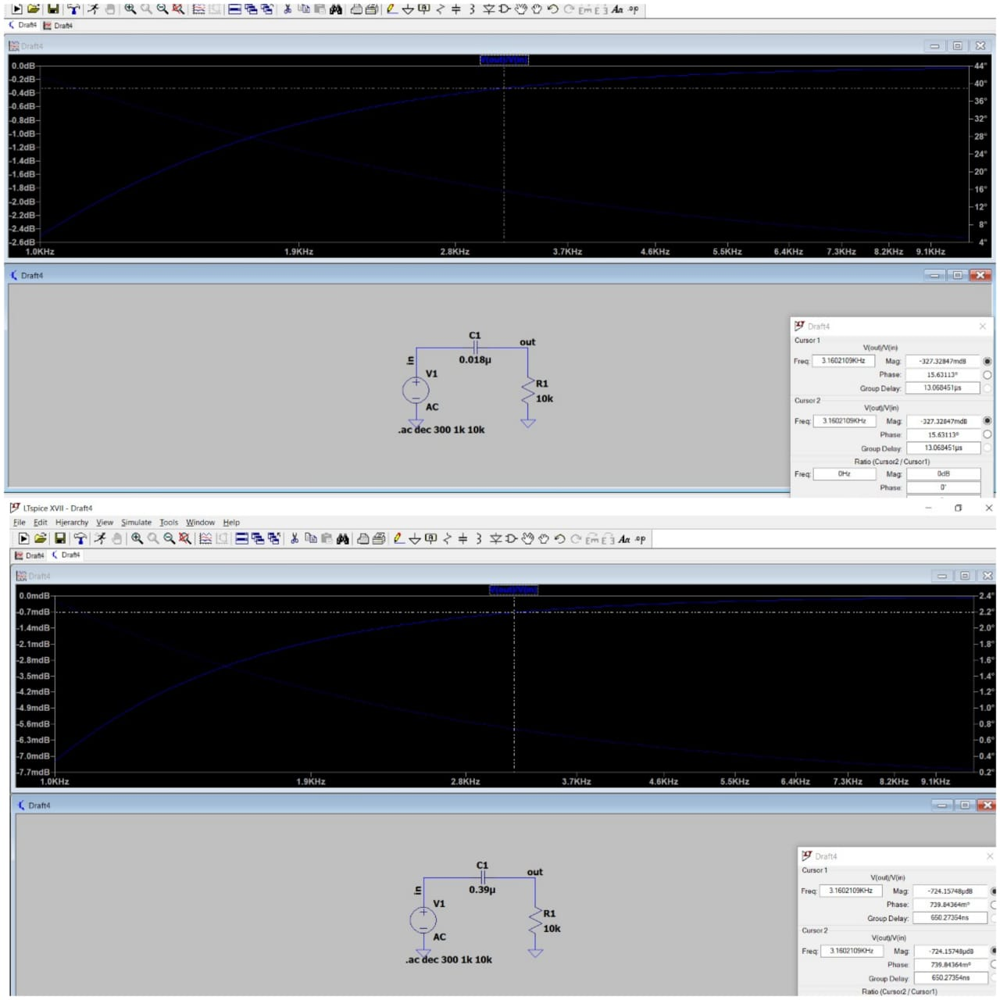 Draft4 Draft4
Draft4
V(out)/V(in)
0.0dB
-0.2dB
-0.4dB
-0.6dB
-0.8dB
-1.0dB
-1.2dB
-1.4dB
-1.6dB
-1.8dB
-2.0dB
-2.2dB
-2.4dB
-2.6dB
44°
40°
36°
32°
28°
24°
20°
16°
12°
8°
4°
1.0KHz 1.9KHz 2.8KHz 3.7KHz 4.6KHz 5.5KHz 6.4KHz 7.3KHz 8.2KHz 9.1KHz
Draft4
C1
0.018µ
in
out
V1
AC
R1
10k
.ac dec 300 1k 10k
Draft4
Cursor 1
V(out)/V(in)
Freq: 3.1602109KHz Mag: -327.32847mdB
Phase: 15.63113°
Group Delay: 13.068451µs
Cursor 2
V(out)/V(in)
Freq: 3.1602109KHz Mag: -327.32847mdB
Phase: 15.63113°
Group Delay: 13.068451µs
Ratio (Cursor2 / Cursor1)
Freq: 0Hz Mag: 0dB
Phase: 0°
LTspice XVII - Draft4
File Edit Hierarchy View Simulate Tools Window Help
Draft4 Draft4
Draft4
V(out)/V(in)
0.0mdB
-0.7mdB
-1.4mdB
-2.1mdB
-2.8mdB
-3.5mdB
-4.2mdB
-4.9mdB
-5.6mdB
-6.3mdB
-7.0mdB
-7.7mdB
2.4°
2.2°
2.0°
1.8°
1.6°
1.4°
1.2°
1.0°
0.8°
0.6°
0.4°
0.2°
1.0KHz 1.9KHz 2.8KHz 3.7KHz 4.6KHz 5.5KHz 6.4KHz 7.3KHz 8.2KHz 9.1KHz
Draft4
C1
0.39µ
in
out
V1
AC
R1
10k
.ac dec 300 1k 10k
Draft4
Cursor 1
V(out)/V(in)
Freq: 3.1602109KHz Mag: -724.15748µdB
Phase: 739.84364m°
Group Delay: 650.27354ns
Cursor 2
V(out)/V(in)
Freq: 3.1602109KHz Mag: -724.15748µdB
Phase: 739.84364m°
Group Delay: 650.27354ns
Ratio (Cursor2 / Cursor1)